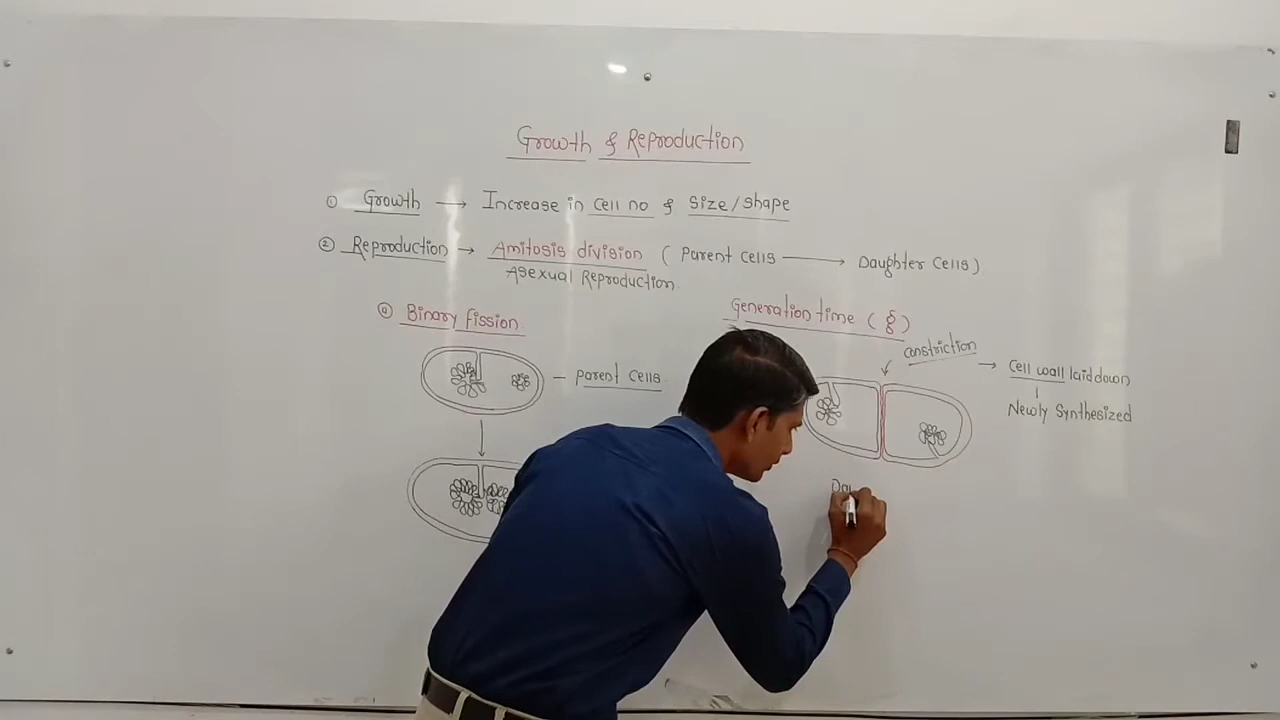 Growth & Reproduction
① Growth → Increase in cell no & Size/shape
② Reproduction → Amitosis division (Parent cells → Daughter Cells)
Asexual Reproduction.
ⓐ Binary fission
Generation time (g)
constriction
→ Cell wall laid down
Newly Synthesized
— Parent Cells
Dau